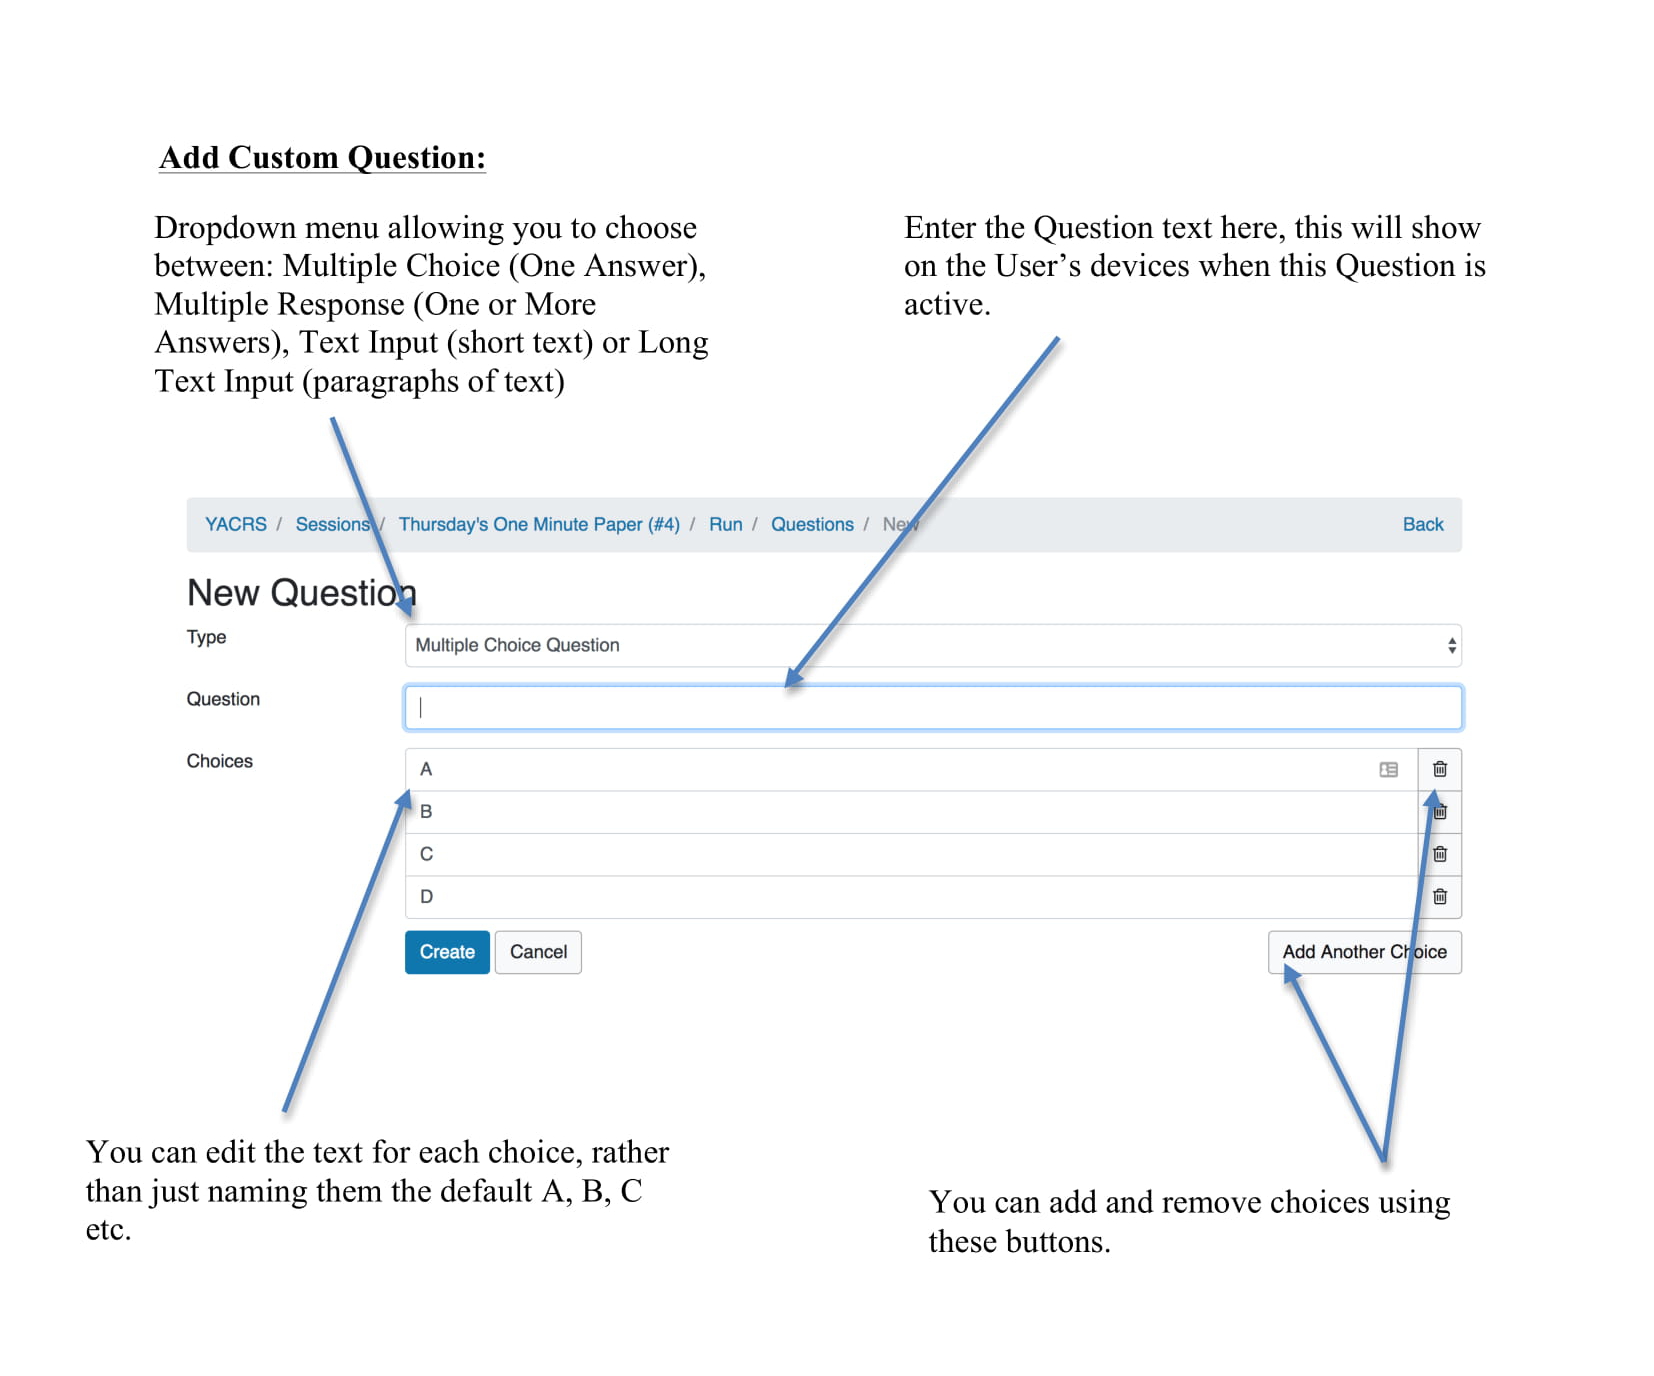 Add Custom Question:
Dropdown menu allowing you to choose
between: Multiple Choice (One Answer),
Multiple Response (One or More
Answers), Text Input (short text) or Long
Text Input (paragraphs of text)
Enter the Question text here, this will show
on the User’s devices when this Question is
active.
YACRS / Sessions / Thursday's One Minute Paper (#4) / Run / Questions / New
Back
New Question
Type
Multiple Choice Question
Question
Choices
A
B
C
D
Create
Cancel
Add Another Choice
You can edit the text for each choice, rather
than just naming them the default A, B, C
etc.
You can add and remove choices using
these buttons.